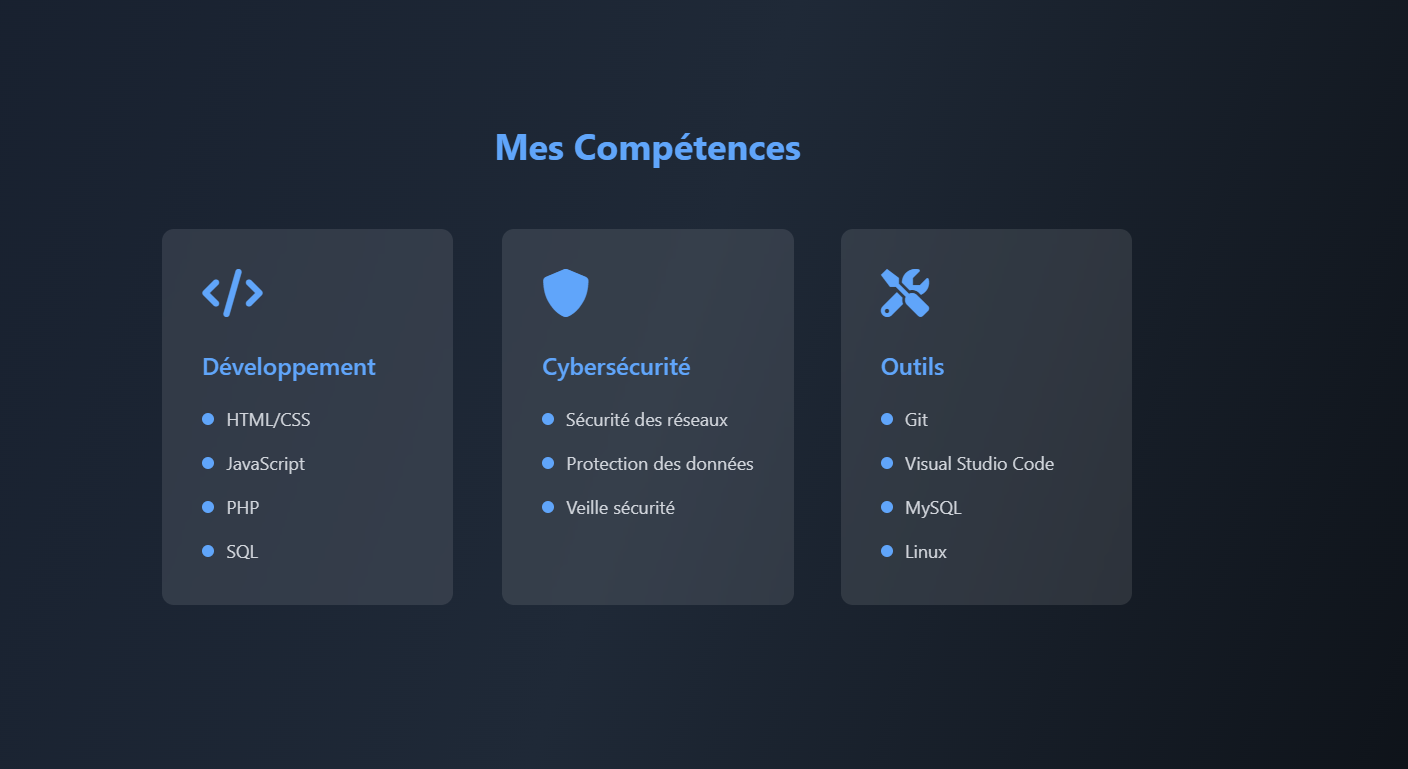 Mes Compétences
Développement
HTML/CSS
JavaScript
PHP
SQL
Cybersécurité
Sécurité des réseaux
Protection des données
Veille sécurité
Outils
Git
Visual Studio Code
MySQL
Linux